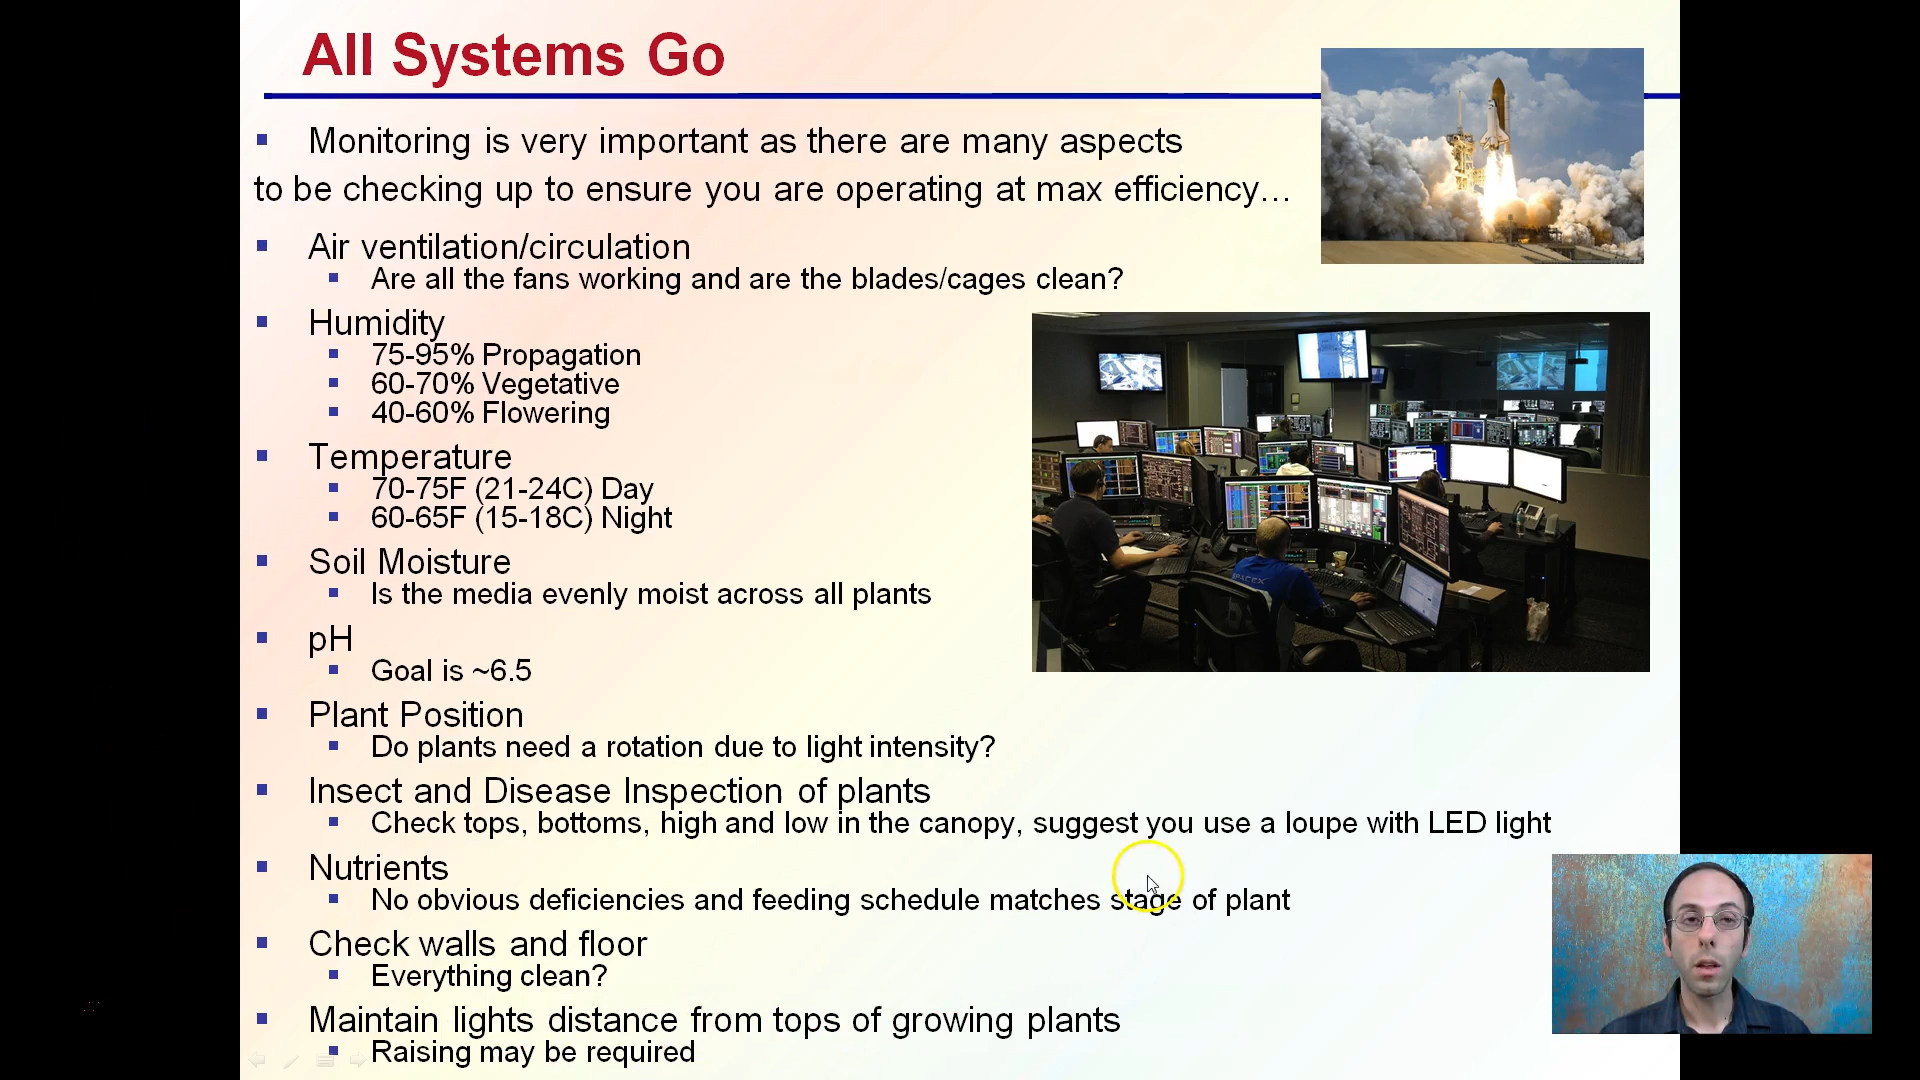 All Systems Go
Monitoring is very important as there are many aspects
to be checking up to ensure you are operating at max efficiency…
Air ventilation/circulation
Are all the fans working and are the blades/cages clean?
Humidity
75-95% Propagation
60-70% Vegetative
40-60% Flowering
Temperature
70-75F (21-24C) Day
60-65F (15-18C) Night
Soil Moisture
Is the media evenly moist across all plants
pH
Goal is ~6.5
Plant Position
Do plants need a rotation due to light intensity?
Insect and Disease Inspection of plants
Check tops, bottoms, high and low in the canopy, suggest you use a loupe with LED light
Nutrients
No obvious deficiencies and feeding schedule matches stage of plant
Check walls and floor
Everything clean?
Maintain lights distance from tops of growing plants
Raising may be required
SPACEX